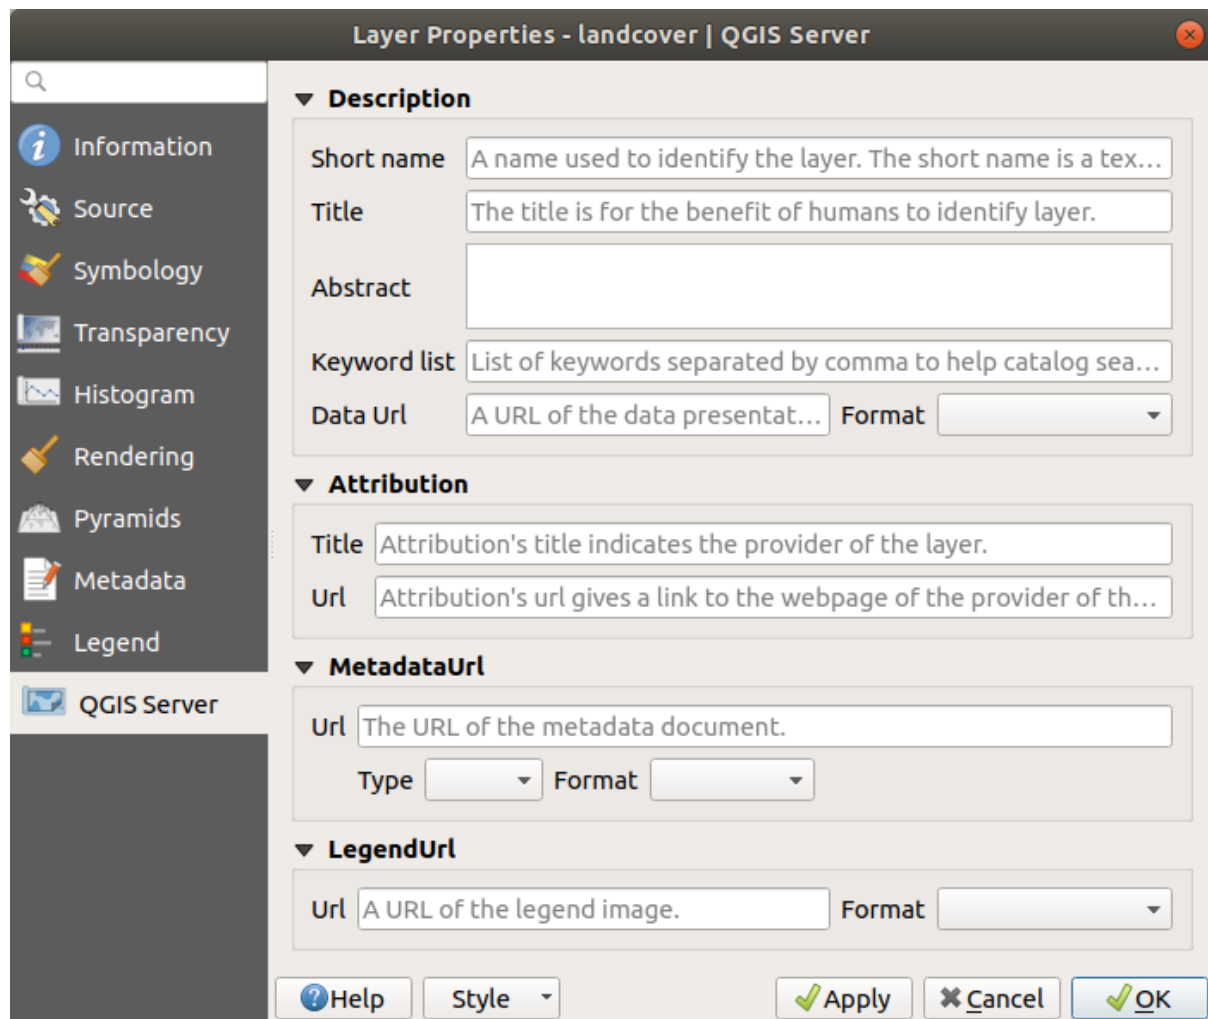 Layer Properties - landcover | QGIS Server
Information
Source
Symbology
Transparency
Histogram
Rendering
Pyramids
Metadata
Legend
QGIS Server
Description
Short name A name used to identify the layer. The short name is a tex...
Title The title is for the benefit of humans to identify layer.
Abstract
Keyword list List of keywords separated by comma to help catalog sea...
Data Url A URL of the data presentat... Format
Attribution
Title Attribution's title indicates the provider of the layer.
Url Attribution's url gives a link to the webpage of the provider of th...
MetadataUrl
Url The URL of the metadata document.
Type Format
LegendUrl
Url A URL of the legend image. Format
Help Style Apply Cancel OK